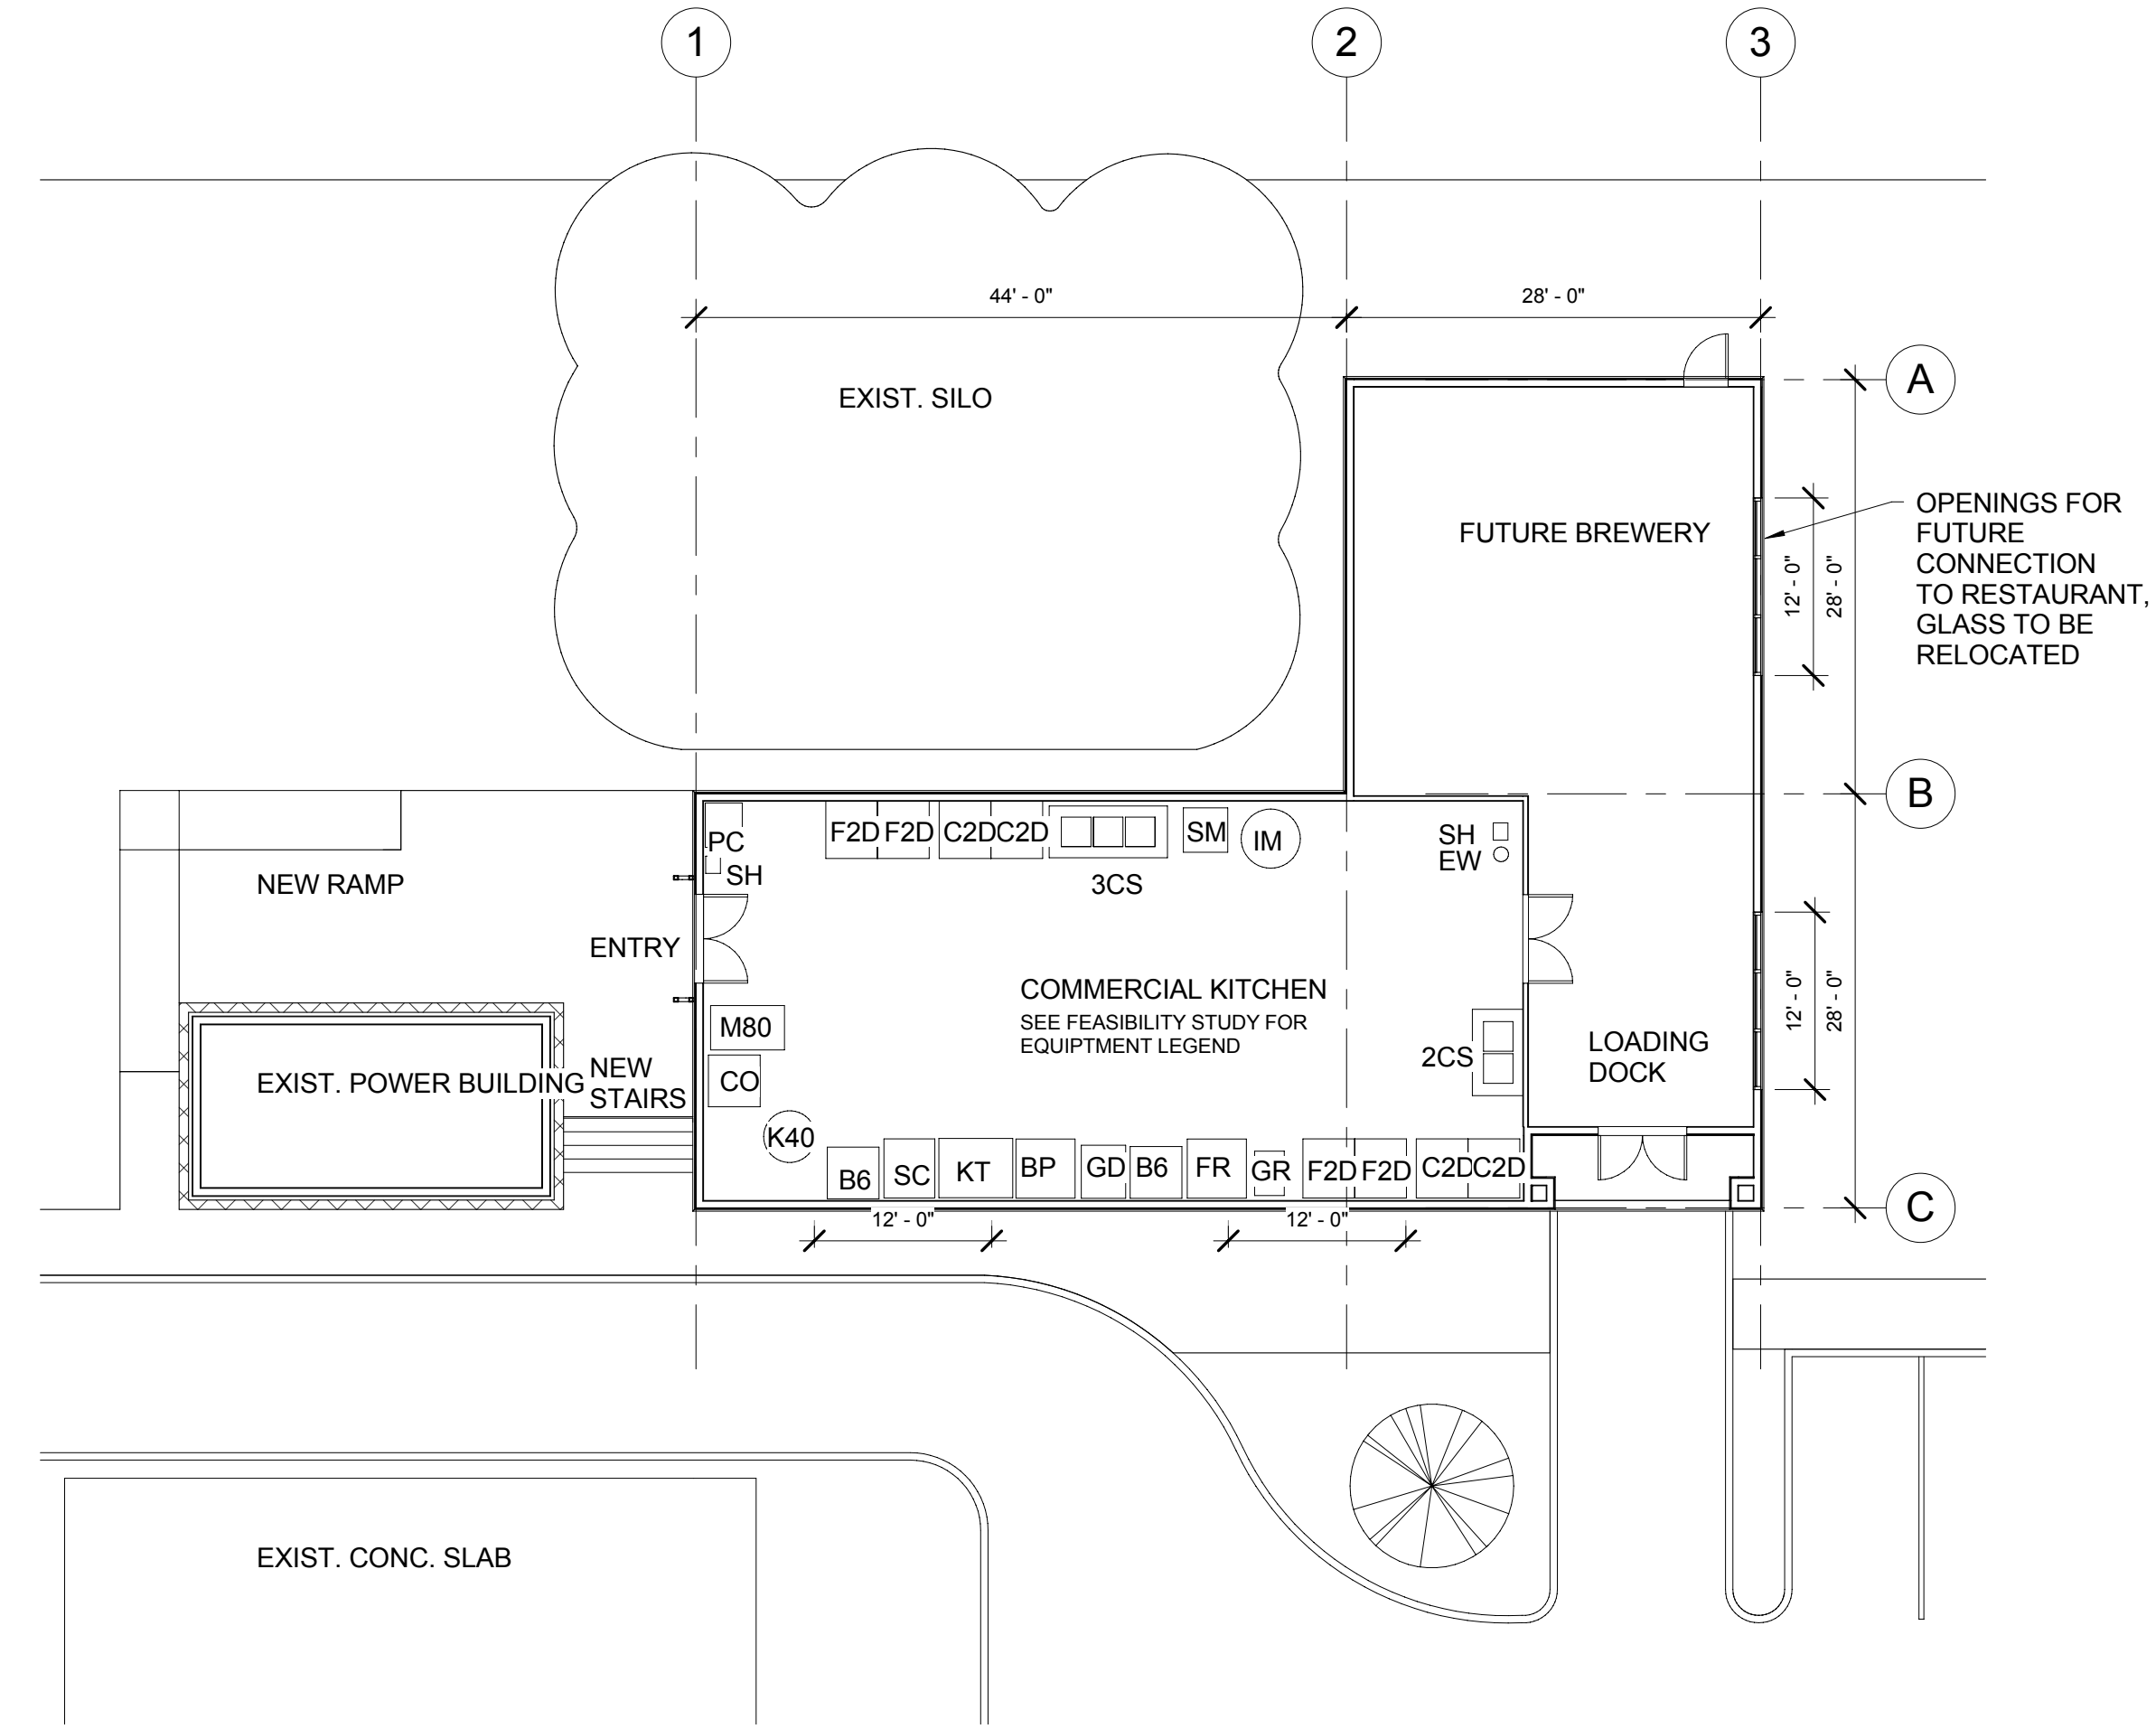 1
2
3
44' - 0"
28' - 0"
A
EXIST. SILO
OPENINGS FOR
FUTURE
CONNECTION
TO RESTAURANT,
GLASS TO BE
RELOCATED
FUTURE BREWERY
12' - 0"
28' - 0"
B
PC
SH
F2D
F2D
C2D
C2D
3CS
SM
IM
SH
EW
NEW RAMP
ENTRY
COMMERCIAL KITCHEN
SEE FEASIBILITY STUDY FOR
EQUIPTMENT LEGEND
12' - 0"
28' - 0"
M80
CO
K40
2CS
LOADING
DOCK
EXIST. POWER BUILDING
NEW
STAIRS
B6
SC
KT
BP
GD
B6
FR
GR
F2D
F2D
C2D
C2D
C
12' - 0"
12' - 0"
EXIST. CONC. SLAB